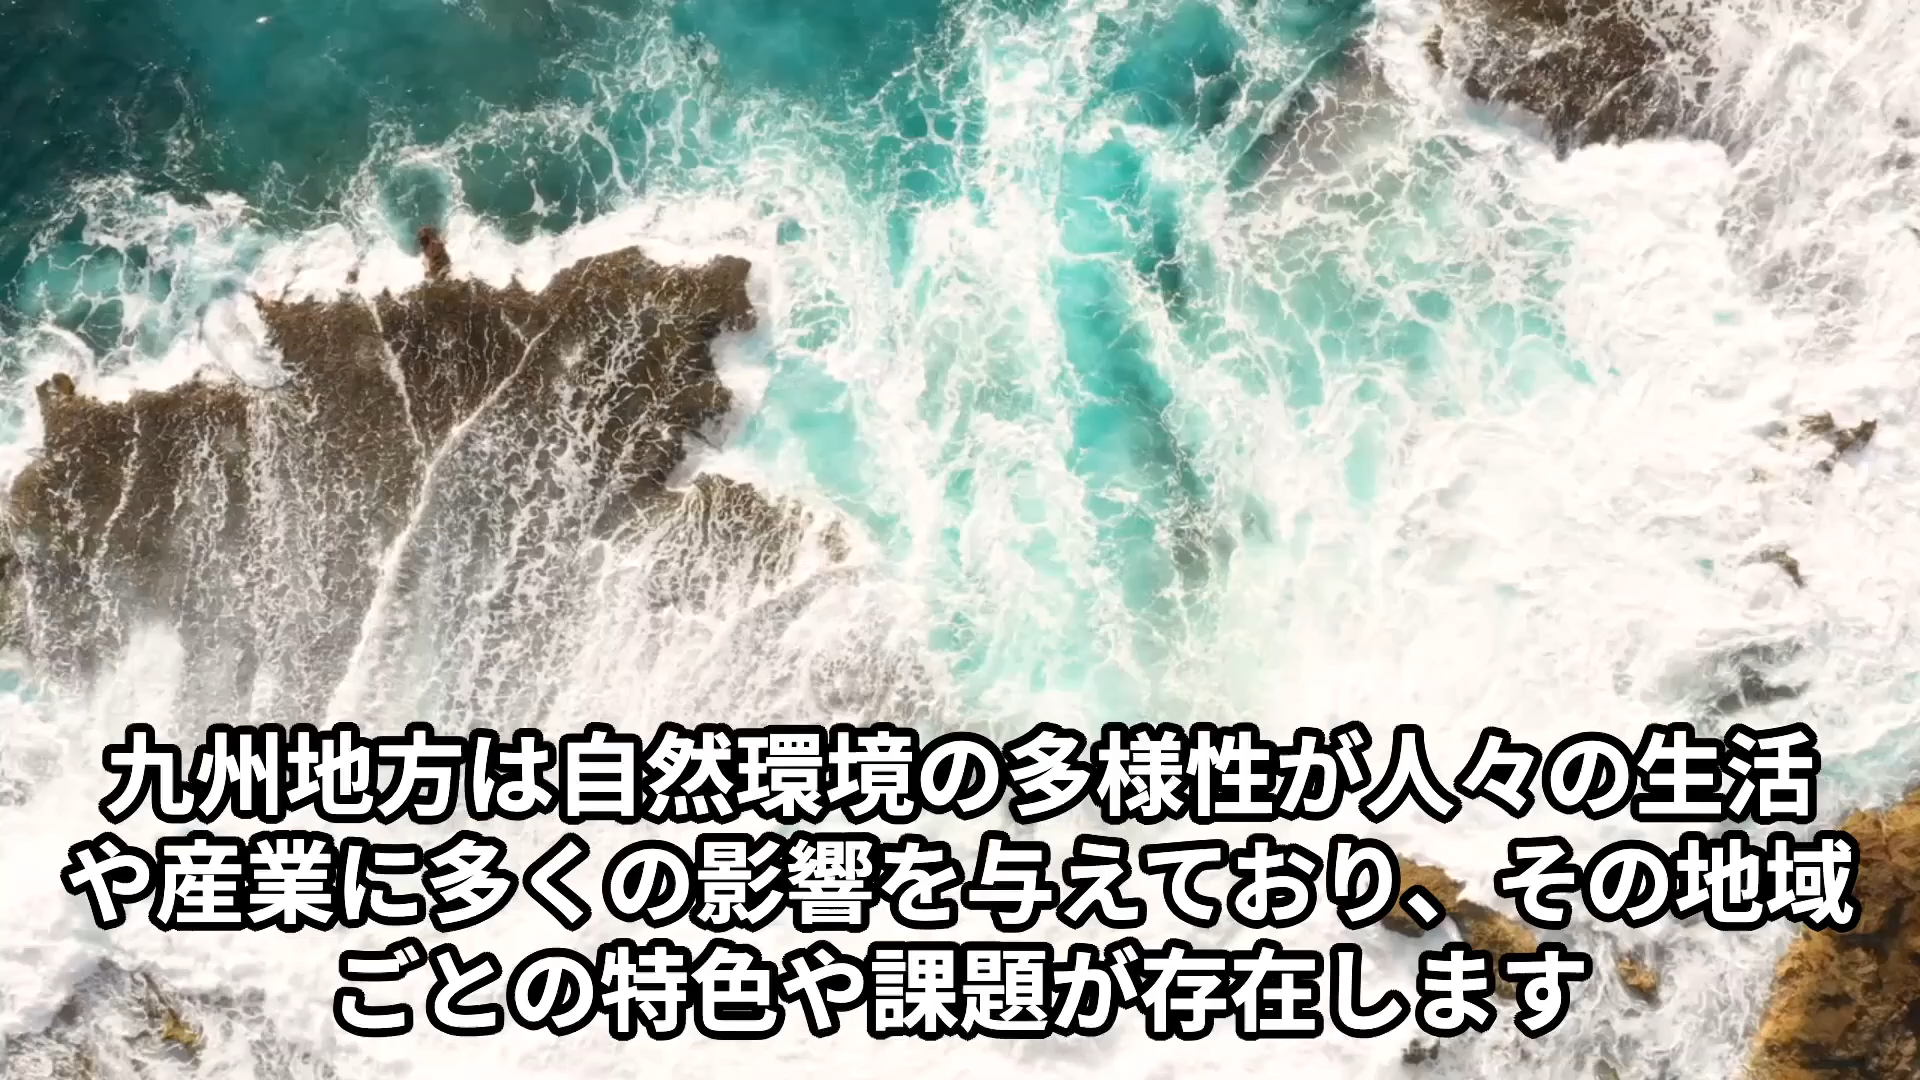 九州地方は自然環境の多様性が人々の生活
や産業に多くの影響を与えており、その地域
ごとの特色や課題が存在します